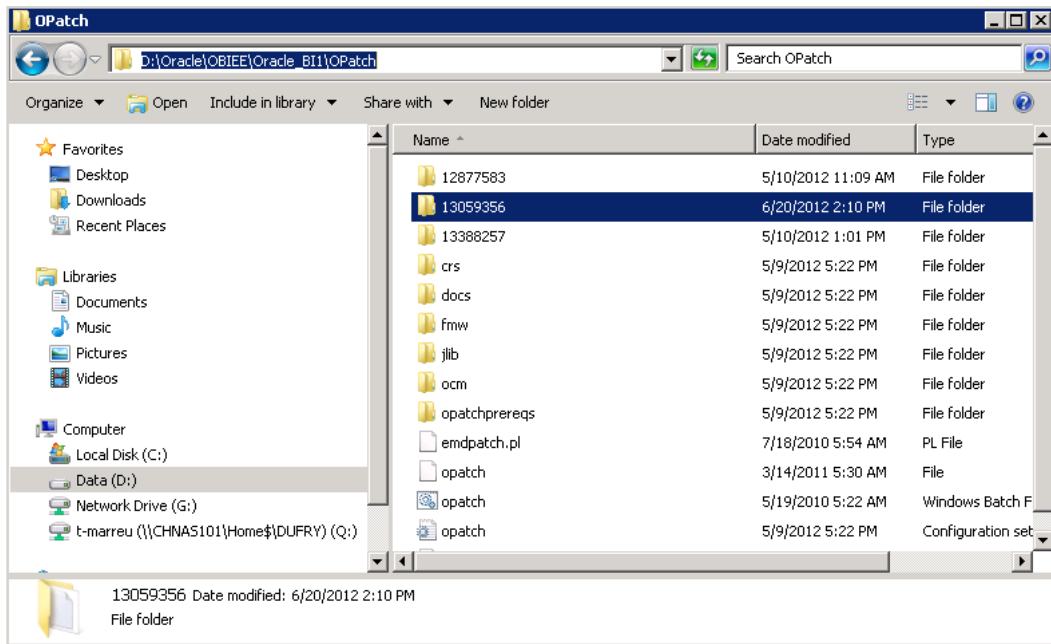 OPatch
D:\Oracle\OBIEE\Oracle_BI1\OPatch
Search OPatch
Organize Open Include in library Share with New folder
Favorites
Desktop
Downloads
Recent Places
Libraries
Documents
Music
Pictures
Videos
Computer
Local Disk (C:)
Data (D:)
Network Drive (G:)
t-marreu (\\CHNAS101\Home$\DUFRY) (Q:)
Name Date modified Type
12877583 5/10/2012 11:09 AM File folder
13059356 6/20/2012 2:10 PM File folder
13388257 5/10/2012 1:01 PM File folder
crs 5/9/2012 5:22 PM File folder
docs 5/9/2012 5:22 PM File folder
fmw 5/9/2012 5:22 PM File folder
jlib 5/9/2012 5:22 PM File folder
ocm 5/9/2012 5:22 PM File folder
opatchprereqs 5/9/2012 5:22 PM File folder
emdpatch.pl 7/18/2010 5:54 AM PL File
opatch 3/14/2011 5:30 AM File
opatch 5/19/2010 5:22 AM Windows Batch F
opatch 5/9/2012 5:22 PM Configuration set
13059356 Date modified: 6/20/2012 2:10 PM
File folder